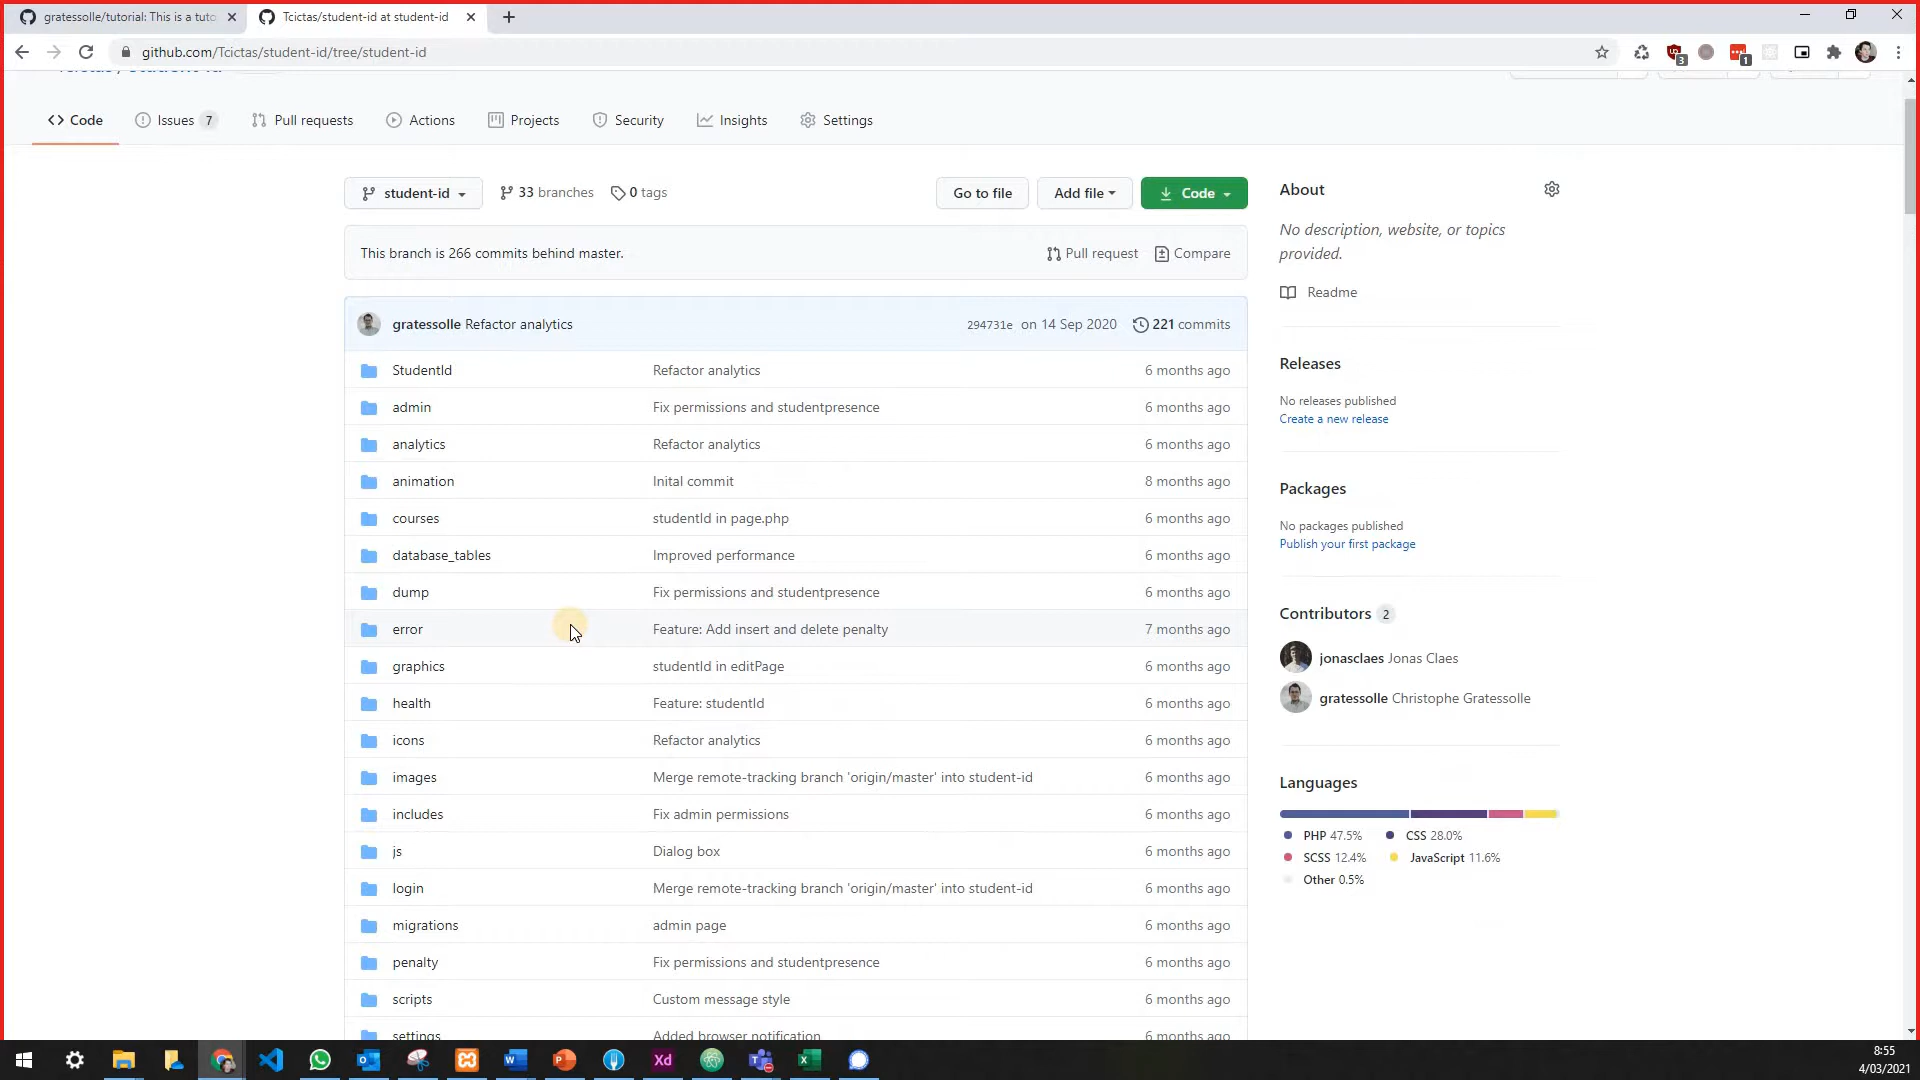 gratessolle/tutorial: This is a tuto
Tcictas/student-id at student-id
github.com/Tcictas/student-id/tree/student-id
3
1
Code
Issues 7
Pull requests
Actions
Projects
Security
Insights
Settings
student-id
33 branches
0 tags
Go to file
Add file
Code
This branch is 266 commits behind master.
Pull request
Compare
gratessolle Refactor analytics
294731e on 14 Sep 2020
221 commits
StudentId Refactor analytics 6 months ago
admin Fix permissions and studentpresence 6 months ago
analytics Refactor analytics 6 months ago
animation Inital commit 8 months ago
courses studentId in page.php 6 months ago
database_tables Improved performance 6 months ago
dump Fix permissions and studentpresence 6 months ago
error Feature: Add insert and delete penalty 7 months ago
graphics studentId in editPage 6 months ago
health Feature: studentId 6 months ago
icons Refactor analytics 6 months ago
images Merge remote-tracking branch 'origin/master' into student-id 6 months ago
includes Fix admin permissions 6 months ago
js Dialog box 6 months ago
login Merge remote-tracking branch 'origin/master' into student-id 6 months ago
migrations admin page 6 months ago
penalty Fix permissions and studentpresence 6 months ago
scripts Custom message style 6 months ago
settings Added browser notification 6 months ago
About
No description, website, or topics
provided.
Readme
Releases
No releases published
Create a new release
Packages
No packages published
Publish your first package
Contributors 2
jonasclaes Jonas Claes
gratessolle Christophe Gratessolle
Languages
PHP 47.5% CSS 28.0%
SCSS 12.4% JavaScript 11.6%
Other 0.5%
Xd
8:55
4/03/2021